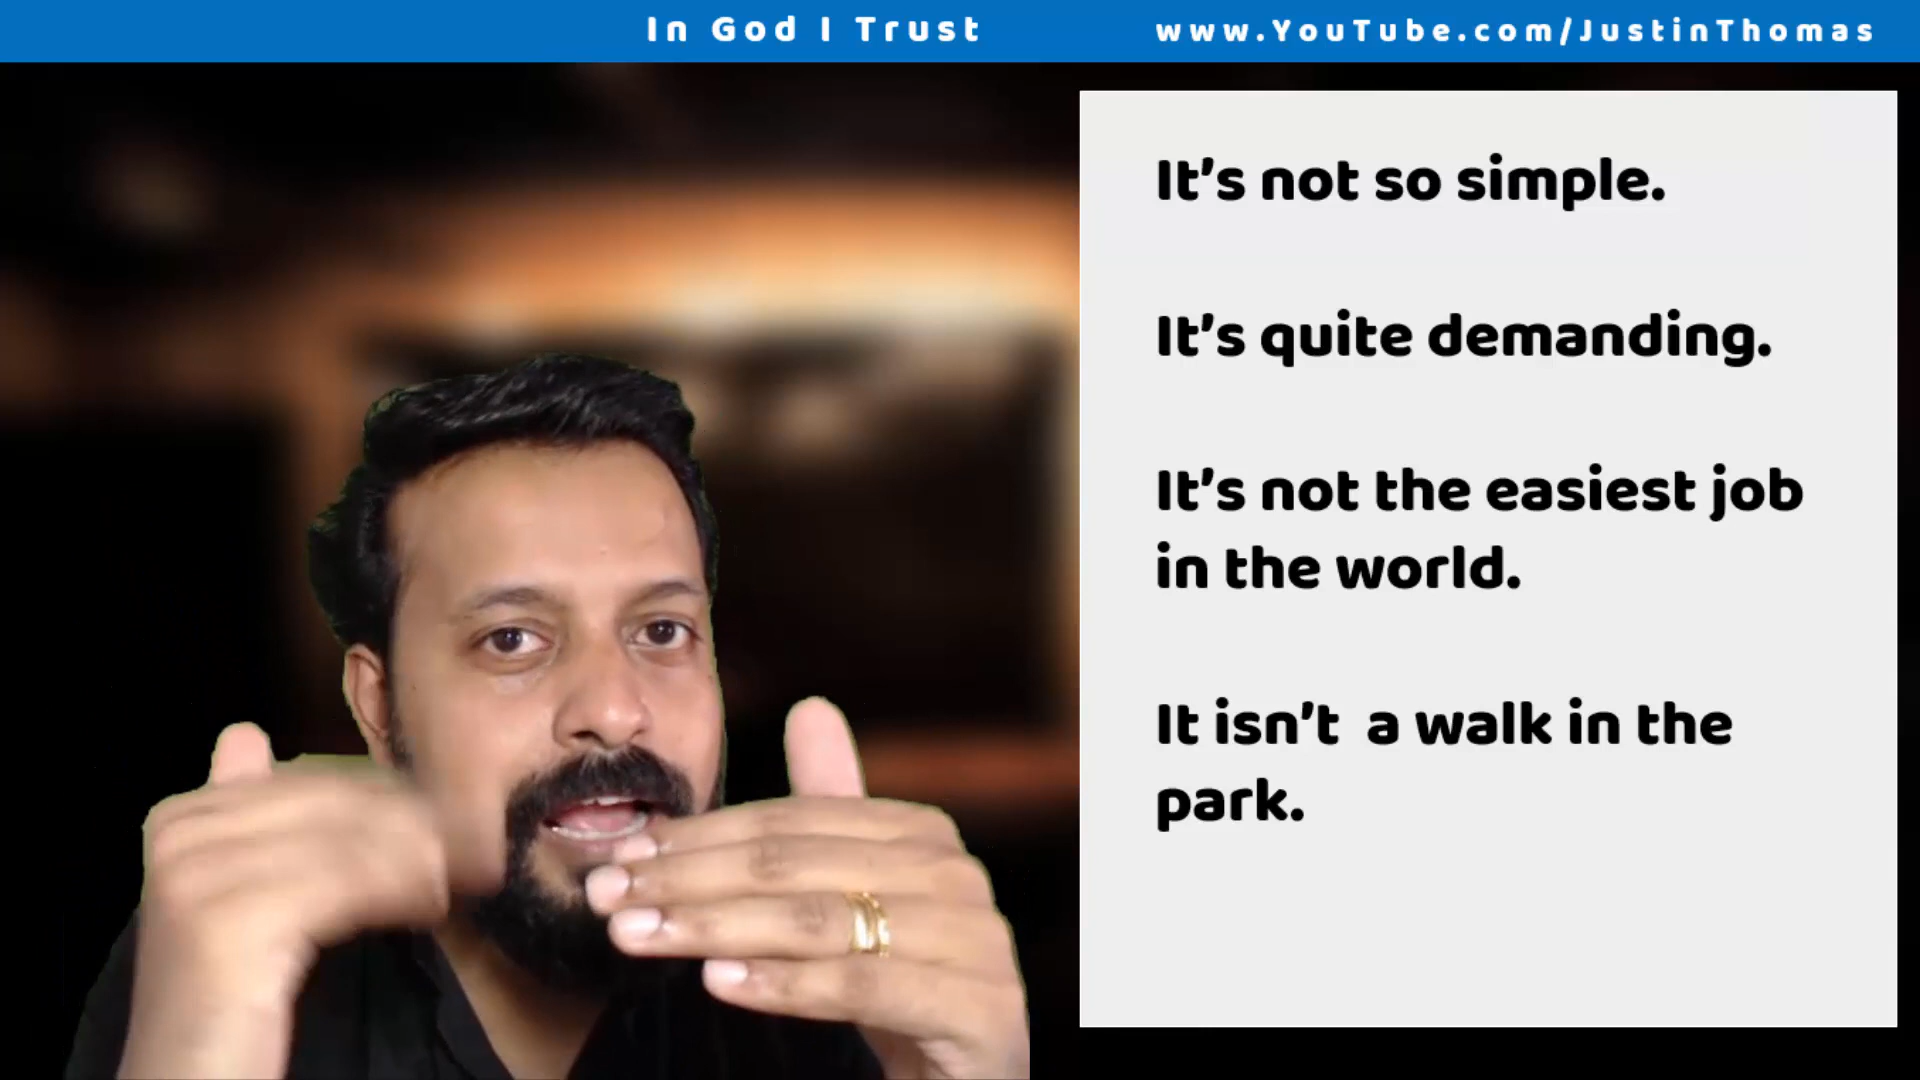 In God I Trust
www.YouTube.com/JustinThomas
It's not so simple.
It's quite demanding.
It's not the easiest job
in the world.
It isn't  a walk in the
park.